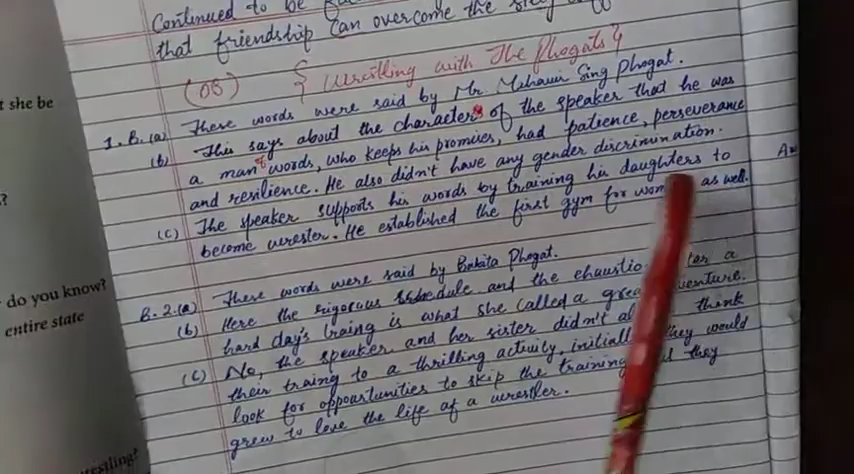 Continued to be
that friendship can overcome the
(06) { Wrestling with The Phogats }
1. B. (a) These words were said by Mr. Mahavir Sing Phogat.
(b) This says about the characters of the speaker that he was
a man of words, who keeps his promises, had patience, perseverance
and resilience. He also didn't have any gender discrimination.
(c) The speaker supports his words by training his daughters to
become wrester. He established the first gym for as well.
B. 2. (a) These words were said by Babita Phogat.
(b) Here the rigorous schedule and the a
hard day's traing is what she called a
(c) No, the speaker and her sister didn't think
their traing to a thrilling activity, they would
look for oppoartunities to skip the training they
grew to love the life of a wrestler.
t she be
?
do you know?
entire state